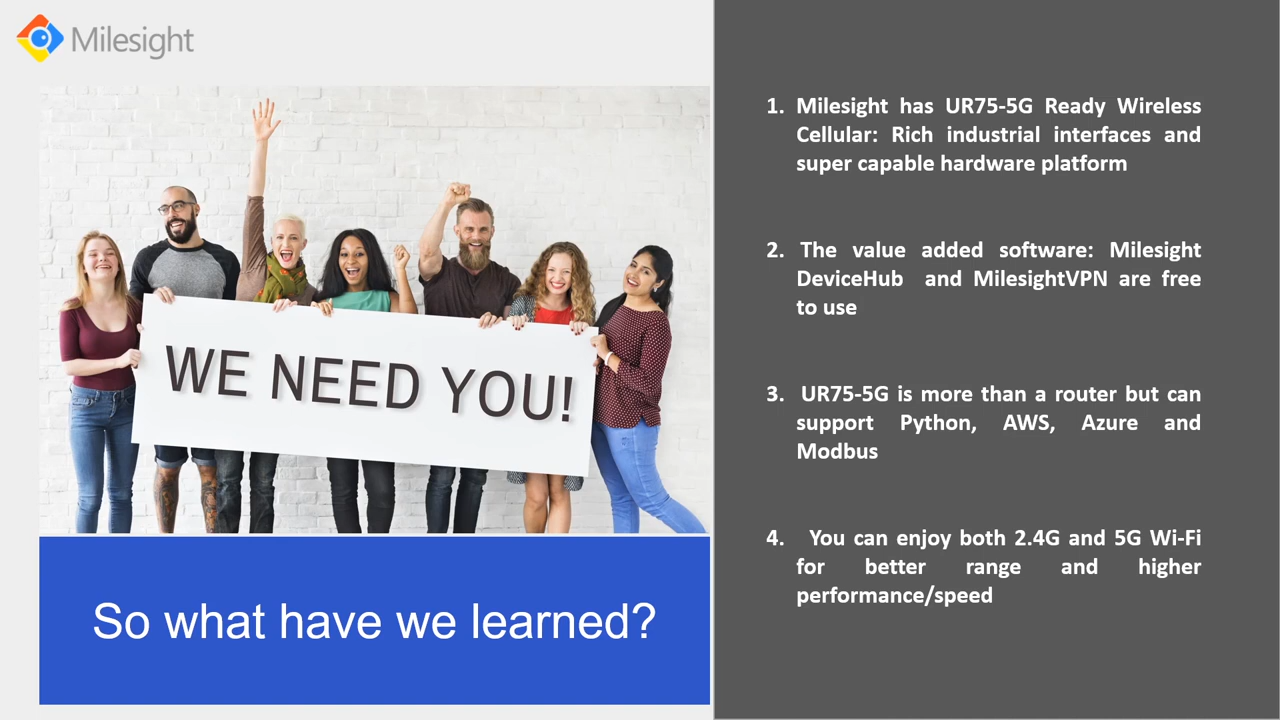 Milesight
WE NEED YOU!
So what have we learned?
1. Milesight has UR75-5G Ready Wireless
Cellular: Rich industrial interfaces and
super capable hardware platform
2. The value added software: Milesight
DeviceHub and MilesightVPN are free
to use
3. UR75-5G is more than a router but can
support Python, AWS, Azure and
Modbus
4. You can enjoy both 2.4G and 5G Wi-Fi
for better range and higher
performance/speed